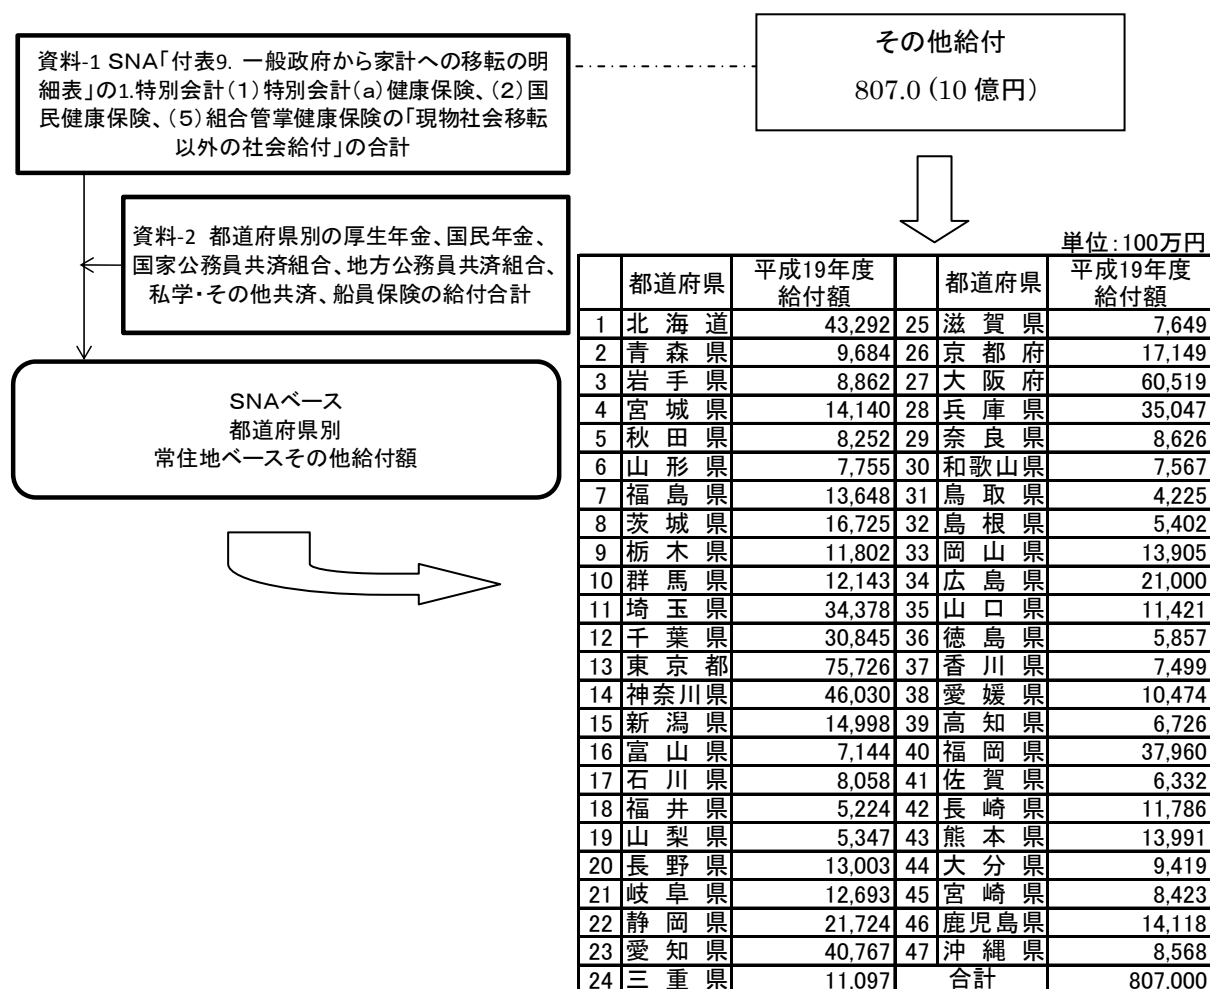 資料-1 SNA「付表9. 一般政府から家計への移転の明
細表」の1.特別会計(1)特別会計(a)健康保険、(2)国
民健康保険、(5)組合管掌健康保険の「現物社会移転
以外の社会給付」の合計
その他給付
807.0 (10 億円)
資料-2 都道府県別の厚生年金、国民年金、
国家公務員共済組合、地方公務員共済組合、
私学・その他共済、船員保険の給付合計
SNAベース
都道府県別
常住地ベースその他給付額
単位:100万円
都道府県 平成19年度 給付額 都道府県 平成19年度 給付額
1 北海道 43,292 25 滋賀県 7,649
2 青森県 9,684 26 京都府 17,149
3 岩手県 8,862 27 大阪府 60,519
4 宮城県 14,140 28 兵庫県 35,047
5 秋田県 8,252 29 奈良県 8,626
6 山形県 7,755 30 和歌山県 7,567
7 福島県 13,648 31 鳥取県 4,225
8 茨城県 16,725 32 島根県 5,402
9 栃木県 11,802 33 岡山県 13,905
10 群馬県 12,143 34 広島県 21,000
11 埼玉県 34,378 35 山口県 11,421
12 千葉県 30,845 36 徳島県 5,857
13 東京都 75,726 37 香川県 7,499
14 神奈川県 46,030 38 愛媛県 10,474
15 新潟県 14,998 39 高知県 6,726
16 富山県 7,144 40 福岡県 37,960
17 石川県 8,058 41 佐賀県 6,332
18 福井県 5,224 42 長崎県 11,786
19 山梨県 5,347 43 熊本県 13,991
20 長野県 13,003 44 大分県 9,419
21 岐阜県 12,693 45 宮崎県 8,423
22 静岡県 21,724 46 鹿児島県 14,118
23 愛知県 40,767 47 沖縄県 8,568
24 三重県 11,097 合計 807,000